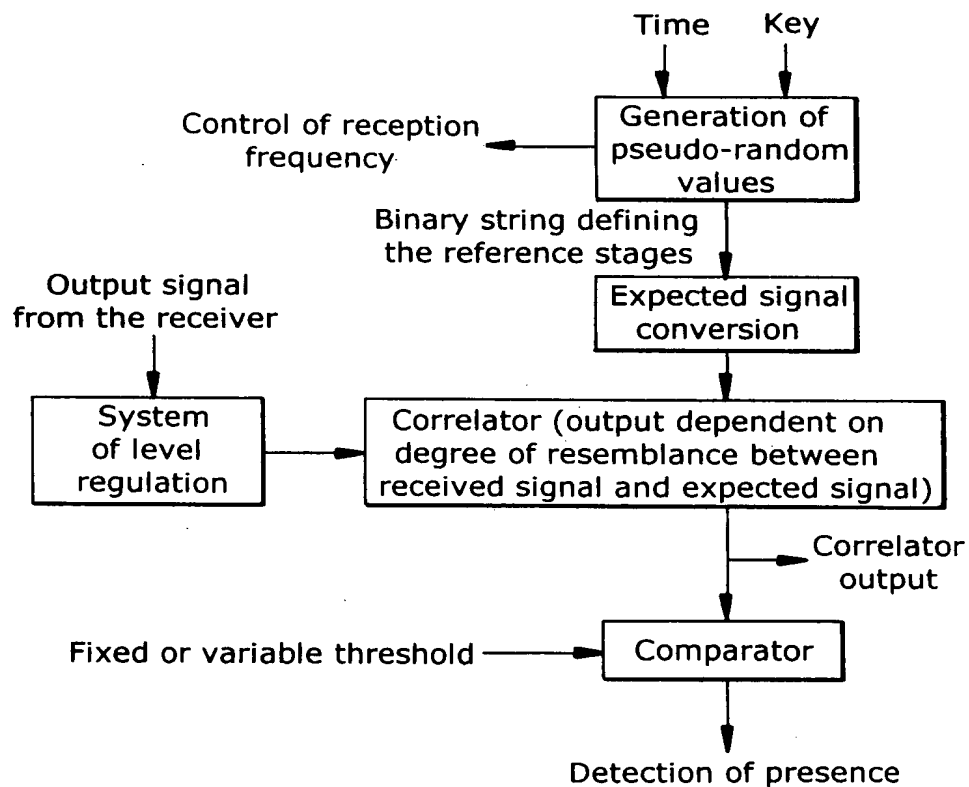 Time
Key
Generation of
pseudo-random
values
Control of reception
frequency
Binary string defining
the reference stages
Expected signal
conversion
Output signal
from the receiver
System
of level
regulation
Correlator (output dependent on
degree of resemblance between
received signal and expected signal)
Correlator
output
Fixed or variable threshold
Comparator
Detection of presence